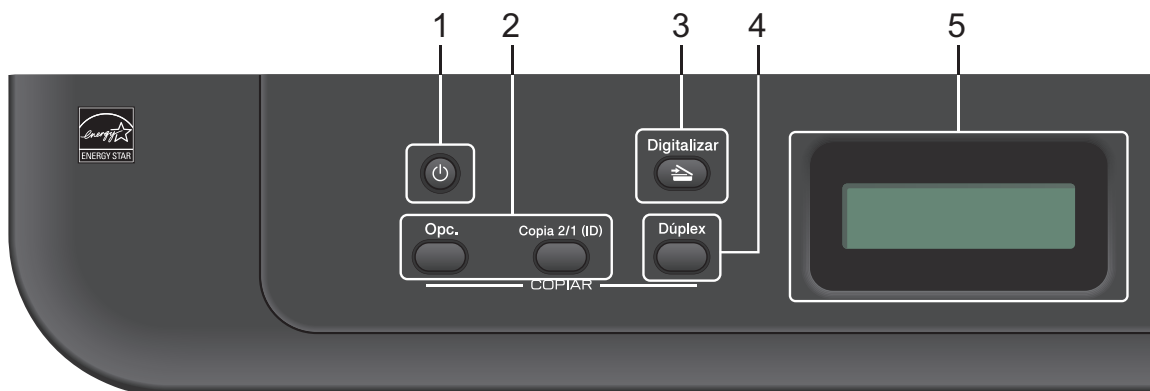 1 2 3 4 5
energy
ENERGY STAR
Digitalizar
Opc. Copia 2/1 (ID) Dúplex
COPIAR